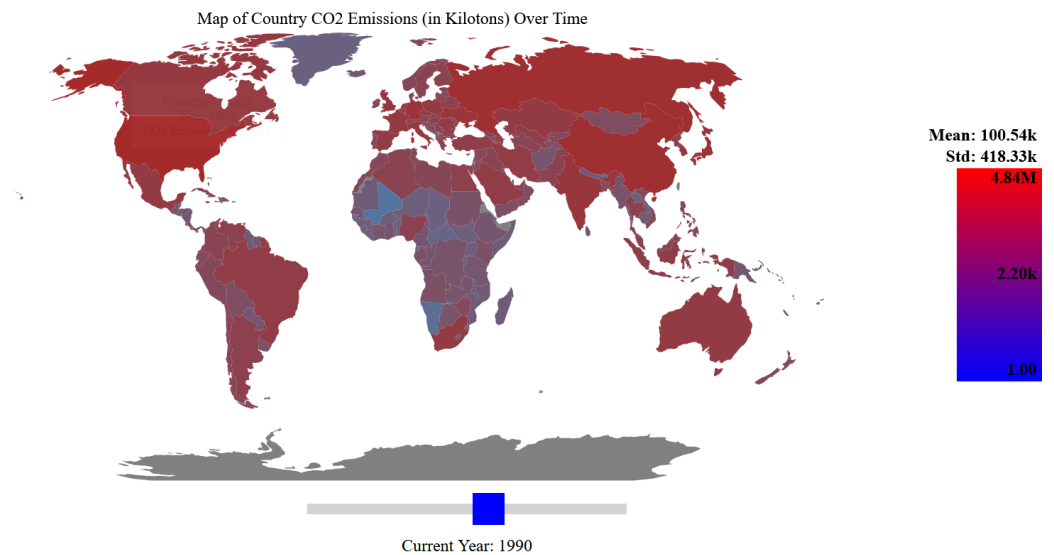 Map of Country CO2 Emissions (in Kilotons) Over Time
Mean: 100.54k
Std: 418.33k
4.84M
2.20k
1.00
Current Year: 1990